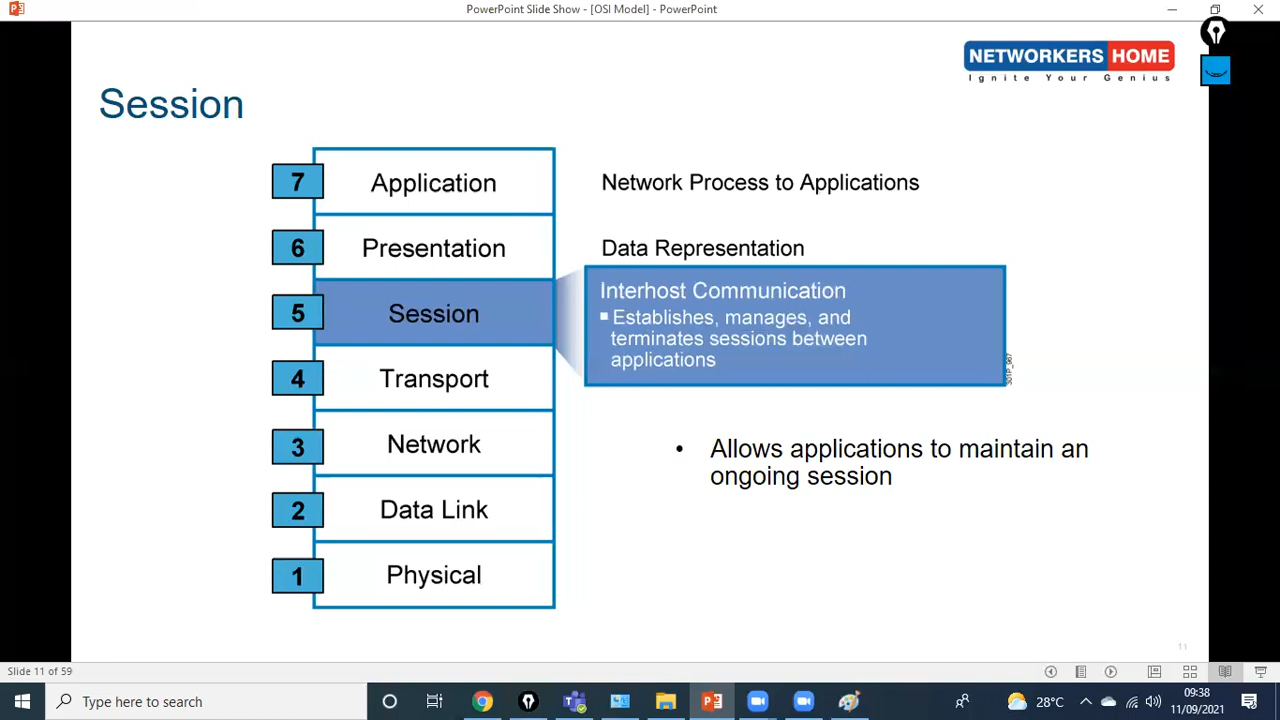 PowerPoint Slide Show - [OSI Model] - PowerPoint
NETWORKERS HOME
Ignite Your Genius
Session
7 Application Network Process to Applications
6 Presentation Data Representation
5 Session
Interhost Communication
Establishes, manages, and
terminates sessions between
applications
301P_967
4 Transport
3 Network
• Allows applications to maintain an
ongoing session
2 Data Link
1 Physical
11
Slide 11 of 59
Type here to search
28°C
09:38
11/09/2021